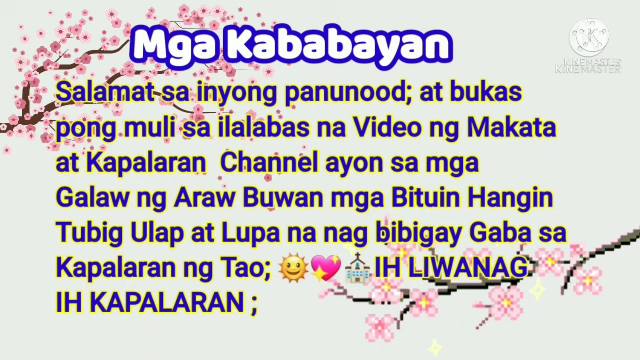 Mga Kababayan
KINEMASTER
KINEMASTER
Salamat sa inyong panunood; at bukas
pong muli sa ilalabas na Video ng Makata
at Kapalaran Channel ayon sa mga
Galaw ng Araw Buwan mga Bituin Hangin
Tubig Ulap at Lupa na nag bibigay Gaba sa
Kapalaran ng Tao; 🌞💖⛪IH LIWANAG.
IH KAPALARAN ;